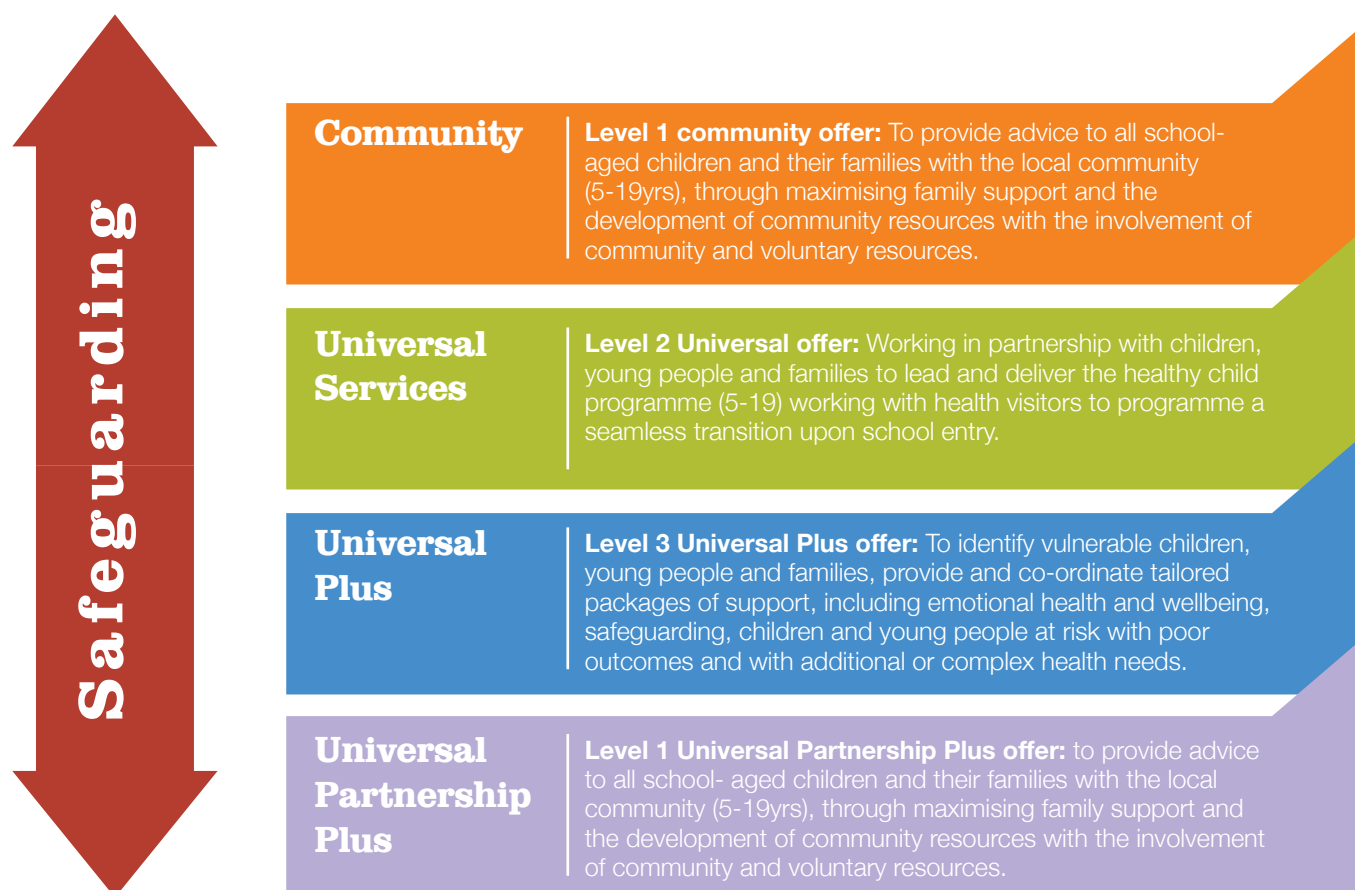 Safeguarding
Community
Level 1 community offer: To provide advice to all school-
aged children and their families with the local community
(5-19yrs), through maximising family support and the
development of community resources with the involvement of
community and voluntary resources.
Universal
Services
Level 2 Universal offer: Working in partnership with children,
young people and families to lead and deliver the healthy child
programme (5-19) working with health visitors to programme a
seamless transition upon school entry.
Universal
Plus
Level 3 Universal Plus offer: To identify vulnerable children,
young people and families, provide and co-ordinate tailored
packages of support, including emotional health and wellbeing,
safeguarding, children and young people at risk with poor
outcomes and with additional or complex health needs.
Universal
Partnership
Plus
Level 1 Universal Partnership Plus offer: to provide advice
to all school- aged children and their families with the local
community (5-19yrs), through maximising family support and
the development of community resources with the involvement
of community and voluntary resources.